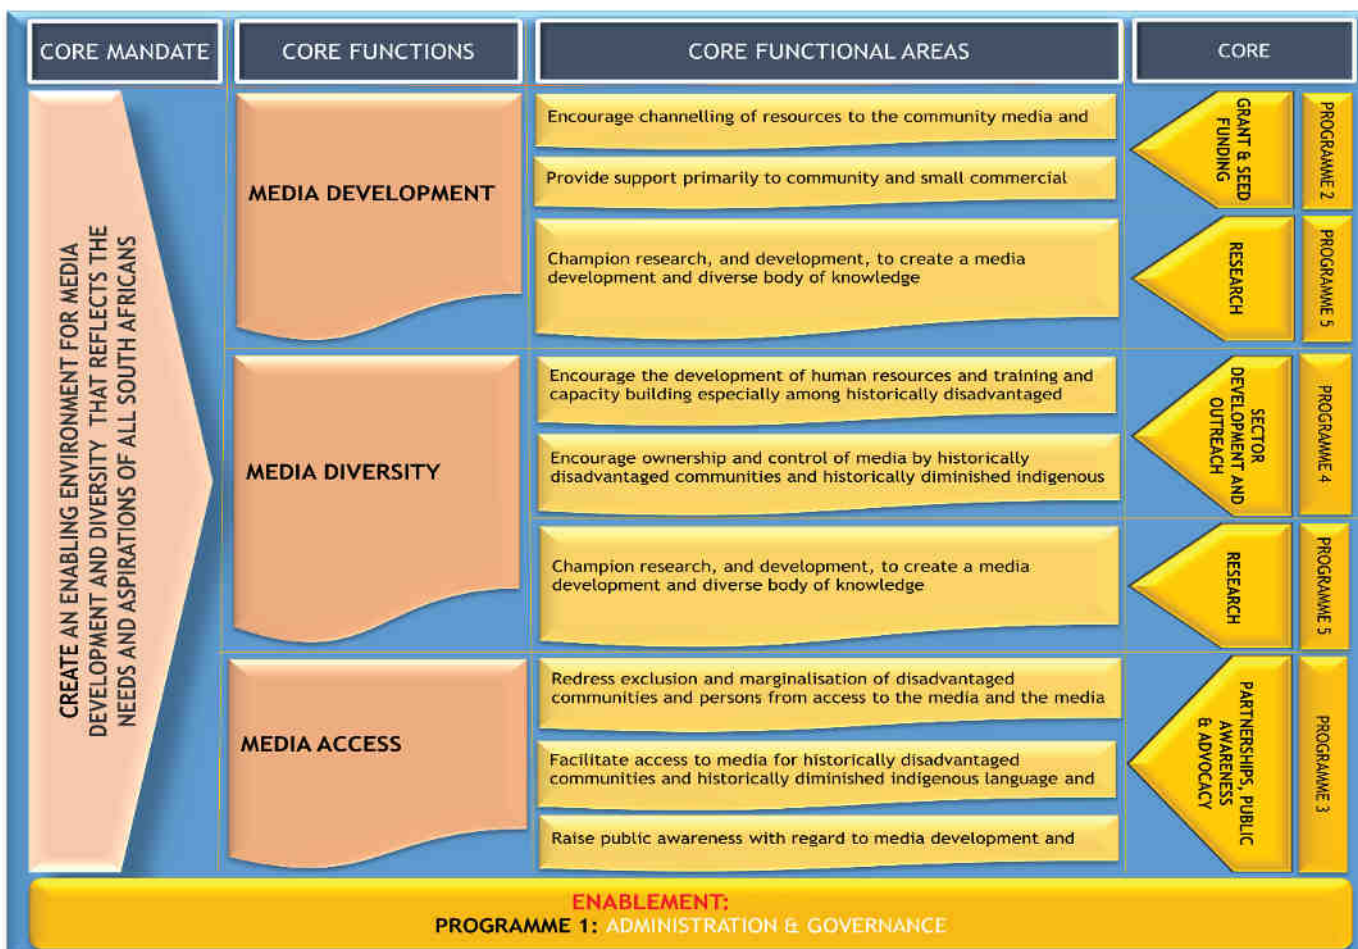 CORE MANDATE
CORE FUNCTIONS
CORE FUNCTIONAL AREAS
CORE
CREATE AN ENABLING ENVIRONMENT FOR MEDIA
DEVELOPMENT AND DIVERSITY THAT REFLECTS THE
NEEDS AND ASPIRATIONS OF ALL SOUTH AFRICANS
MEDIA DEVELOPMENT
Encourage channelling of resources to the community media and
Provide support primarily to community and small commercial
GRANT & SEED
FUNDING
PROGRAMME 2
Champion research, and development, to create a media
development and diverse body of knowledge
RESEARCH
PROGRAMME 5
MEDIA DIVERSITY
Encourage the development of human resources and training and
capacity building especially among historically disadvantaged
Encourage ownership and control of media by historically
disadvantaged communities and historically diminished indigenous
SECTOR
DEVELOPMENT AND
OUTREACH
PROGRAMME 4
Champion research, and development, to create a media
development and diverse body of knowledge
RESEARCH
PROGRAMME 5
MEDIA ACCESS
Redress exclusion and marginalisation of disadvantaged
communities and persons from access to the media and the media
Facilitate access to media for historically disadvantaged
communities and historically diminished indigenous language and
Raise public awareness with regard to media development and
PARTNERSHIPS, PUBLIC
AWARENESS
& ADVOCACY
PROGRAMME 3
ENABLEMENT:
PROGRAMME 1: ADMINISTRATION & GOVERNANCE